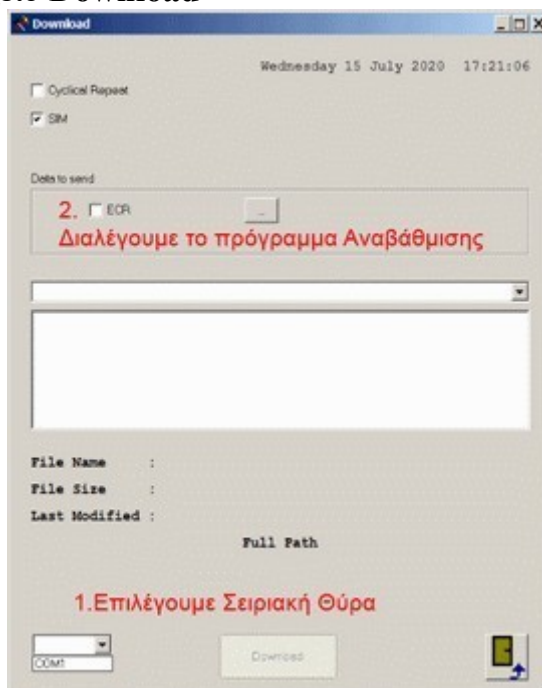 Download
Wednesday 15 July 2020 17:21:06
Cyclical Repeat
SIM
Data to send
2. ECR ...
Διαλέγουμε το πρόγραμμα Αναβάθμισης
File Name :
File Size :
Last Modified :
Full Path
1.Επιλέγουμε Σειριακή Θύρα
COM1
Download